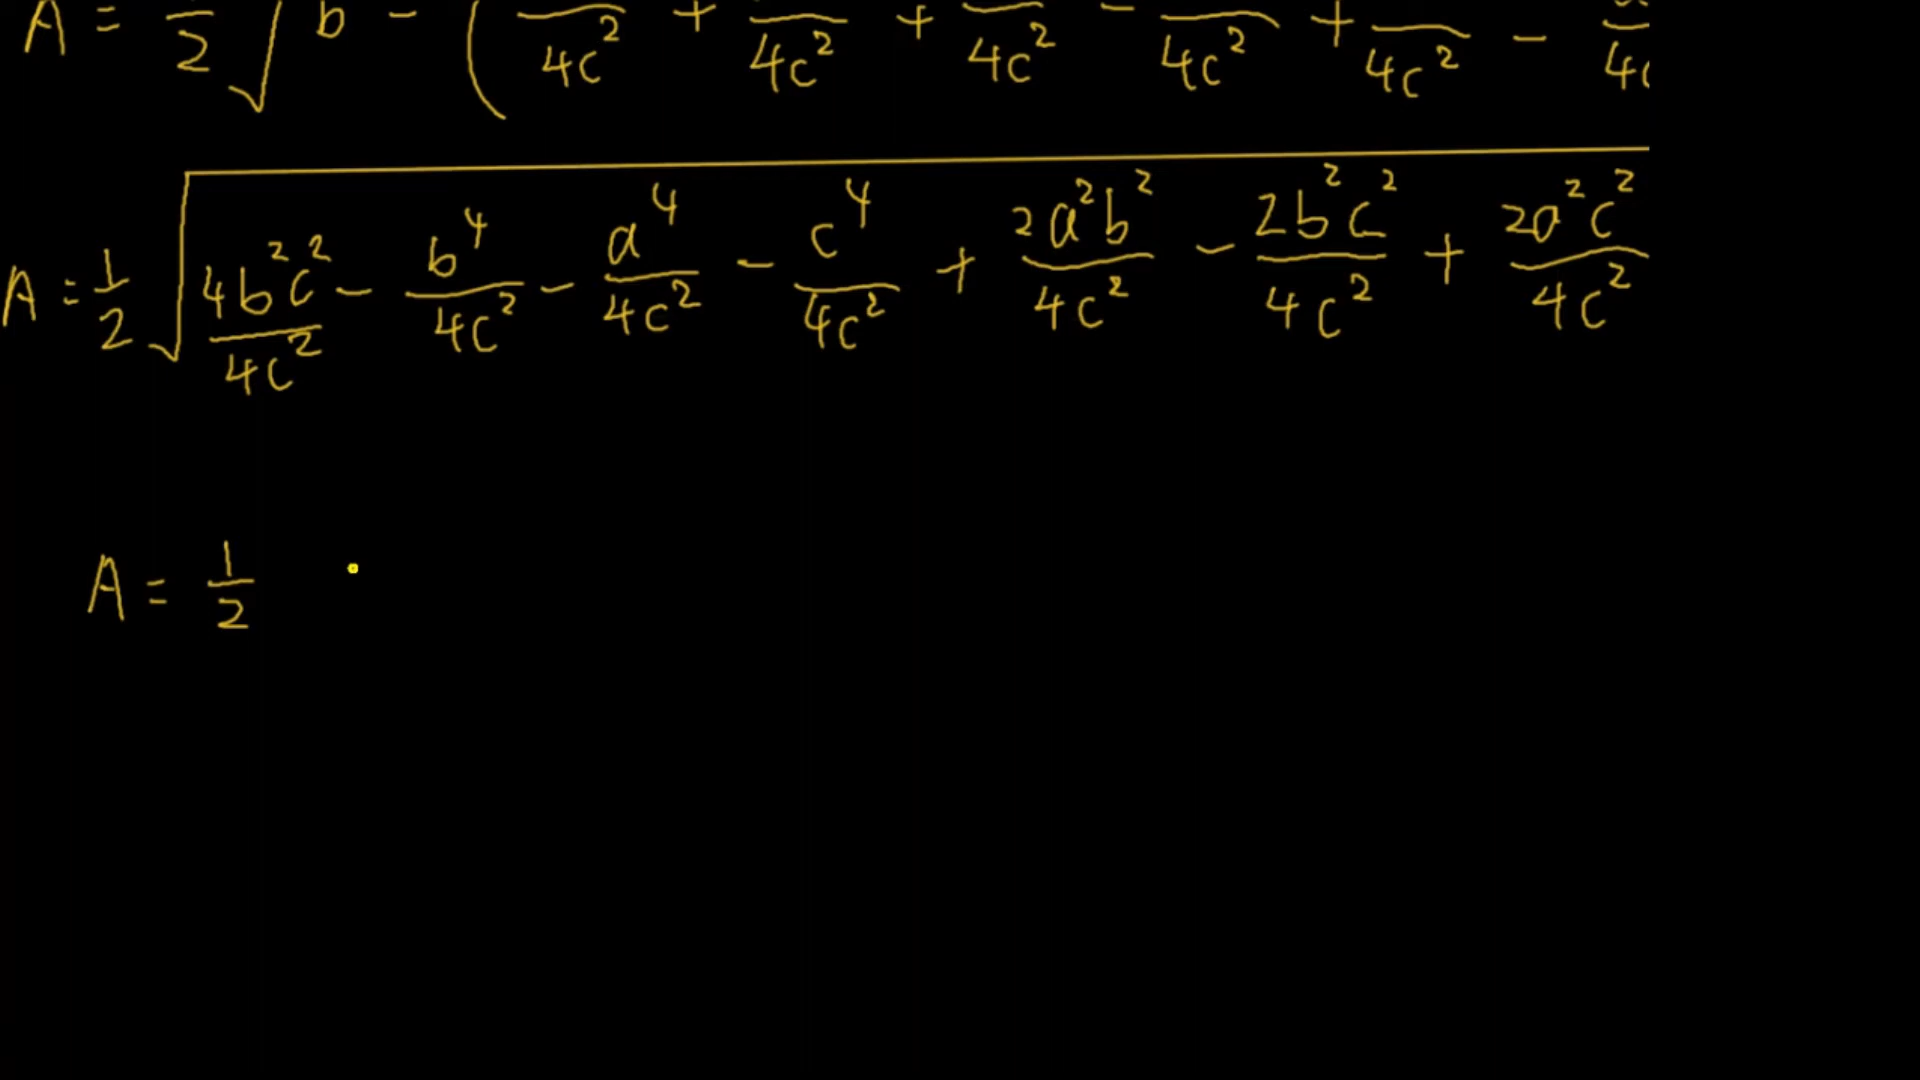 A = 1/2 √ b - ( /4c² + /4c² + /4c² - /4c² + /4c² - /4c
A = 1/2 √ 4b²c²/4c² - b⁴/4c² - a⁴/4c² - c⁴/4c² + 2a²b²/4c² - 2b²c²/4c² + 2a²c²/4c²
A = 1/2